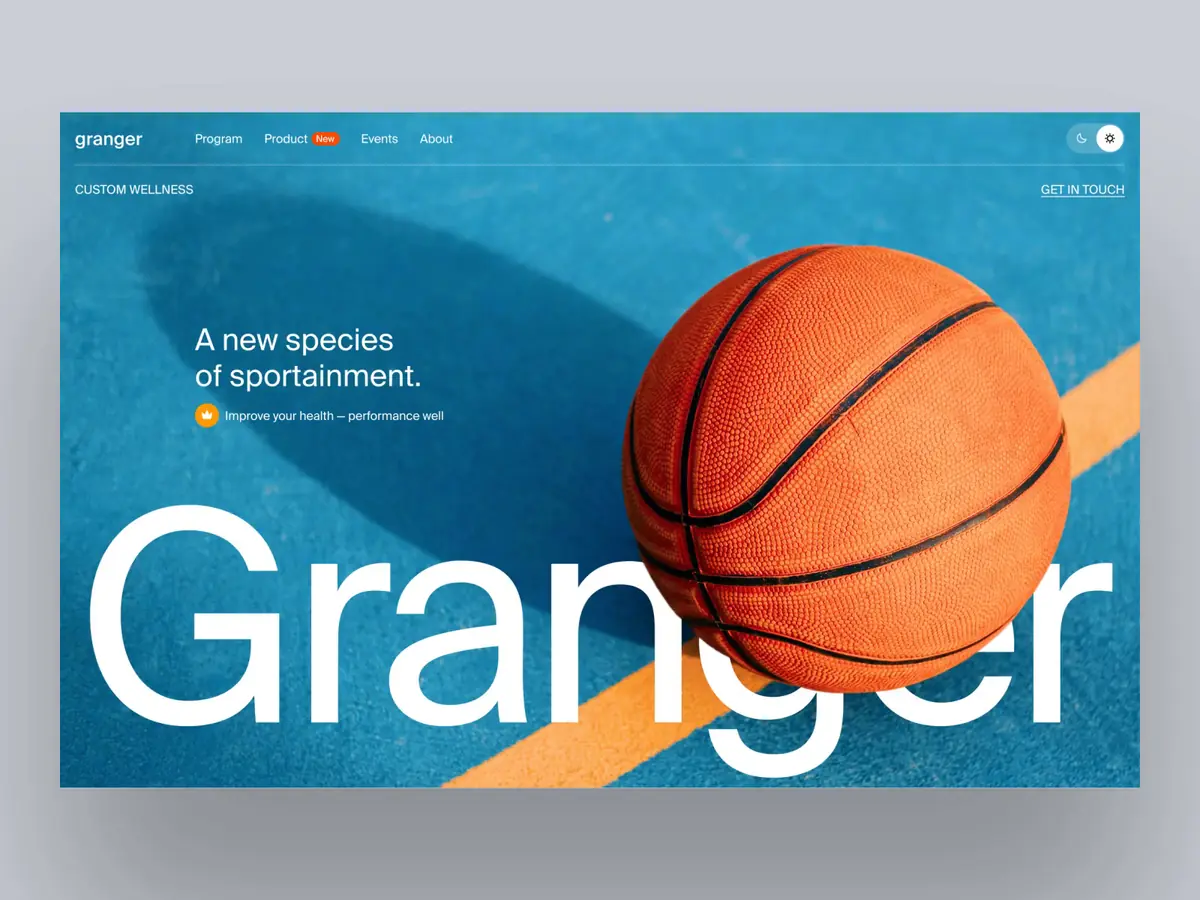 granger
Program
Product
New
Events
About
CUSTOM WELLNESS
GET IN TOUCH
A new species
of sportainment.
Improve your health — performance well
Granger